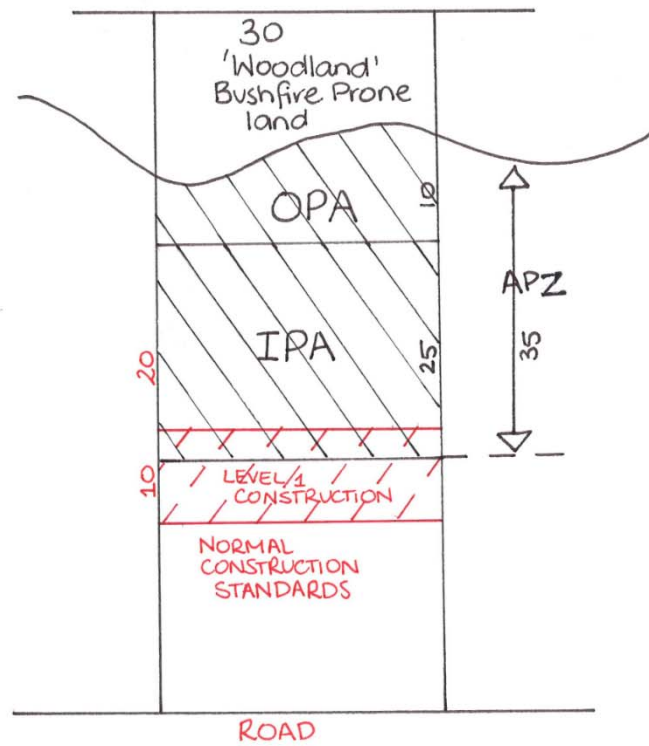 30
'Woodland'
Bushfire Prone
land
OPA
10
APZ
35
IPA
25
20
10
LEVEL 1
CONSTRUCTION
NORMAL
CONSTRUCTION
STANDARDS
ROAD